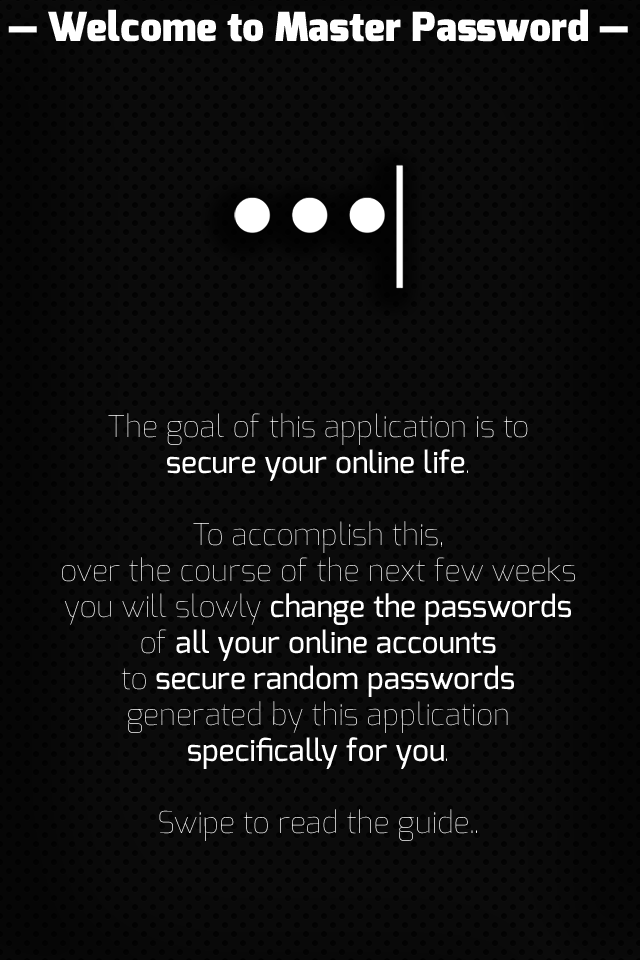 — Welcome to Master Password —
The goal of this application is to
secure your online life.
To accomplish this,
over the course of the next few weeks
you will slowly change the passwords
of all your online accounts
to secure random passwords
generated by this application
specifically for you.
Swipe to read the guide..